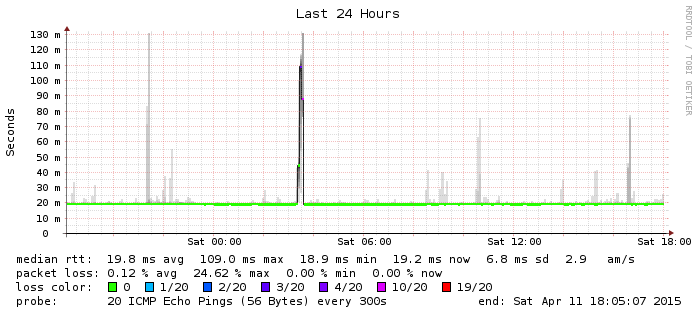 Last 24 Hours
RRDTOOL / TOBI OETIKER
Seconds
130 m
120 m
110 m
100 m
90 m
80 m
70 m
60 m
50 m
40 m
30 m
20 m
10 m
0
Sat 00:00 Sat 06:00 Sat 12:00 Sat 18:00
median rtt: 19.8 ms avg 109.0 ms max 18.9 ms min 19.2 ms now 6.8 ms sd 2.9 am/s
packet loss: 0.12 % avg 24.62 % max 0.00 % min 0.00 % now
loss color: 0 1/20 2/20 3/20 4/20 10/20 19/20
probe: 20 ICMP Echo Pings (56 Bytes) every 300s end: Sat Apr 11 18:05:07 2015